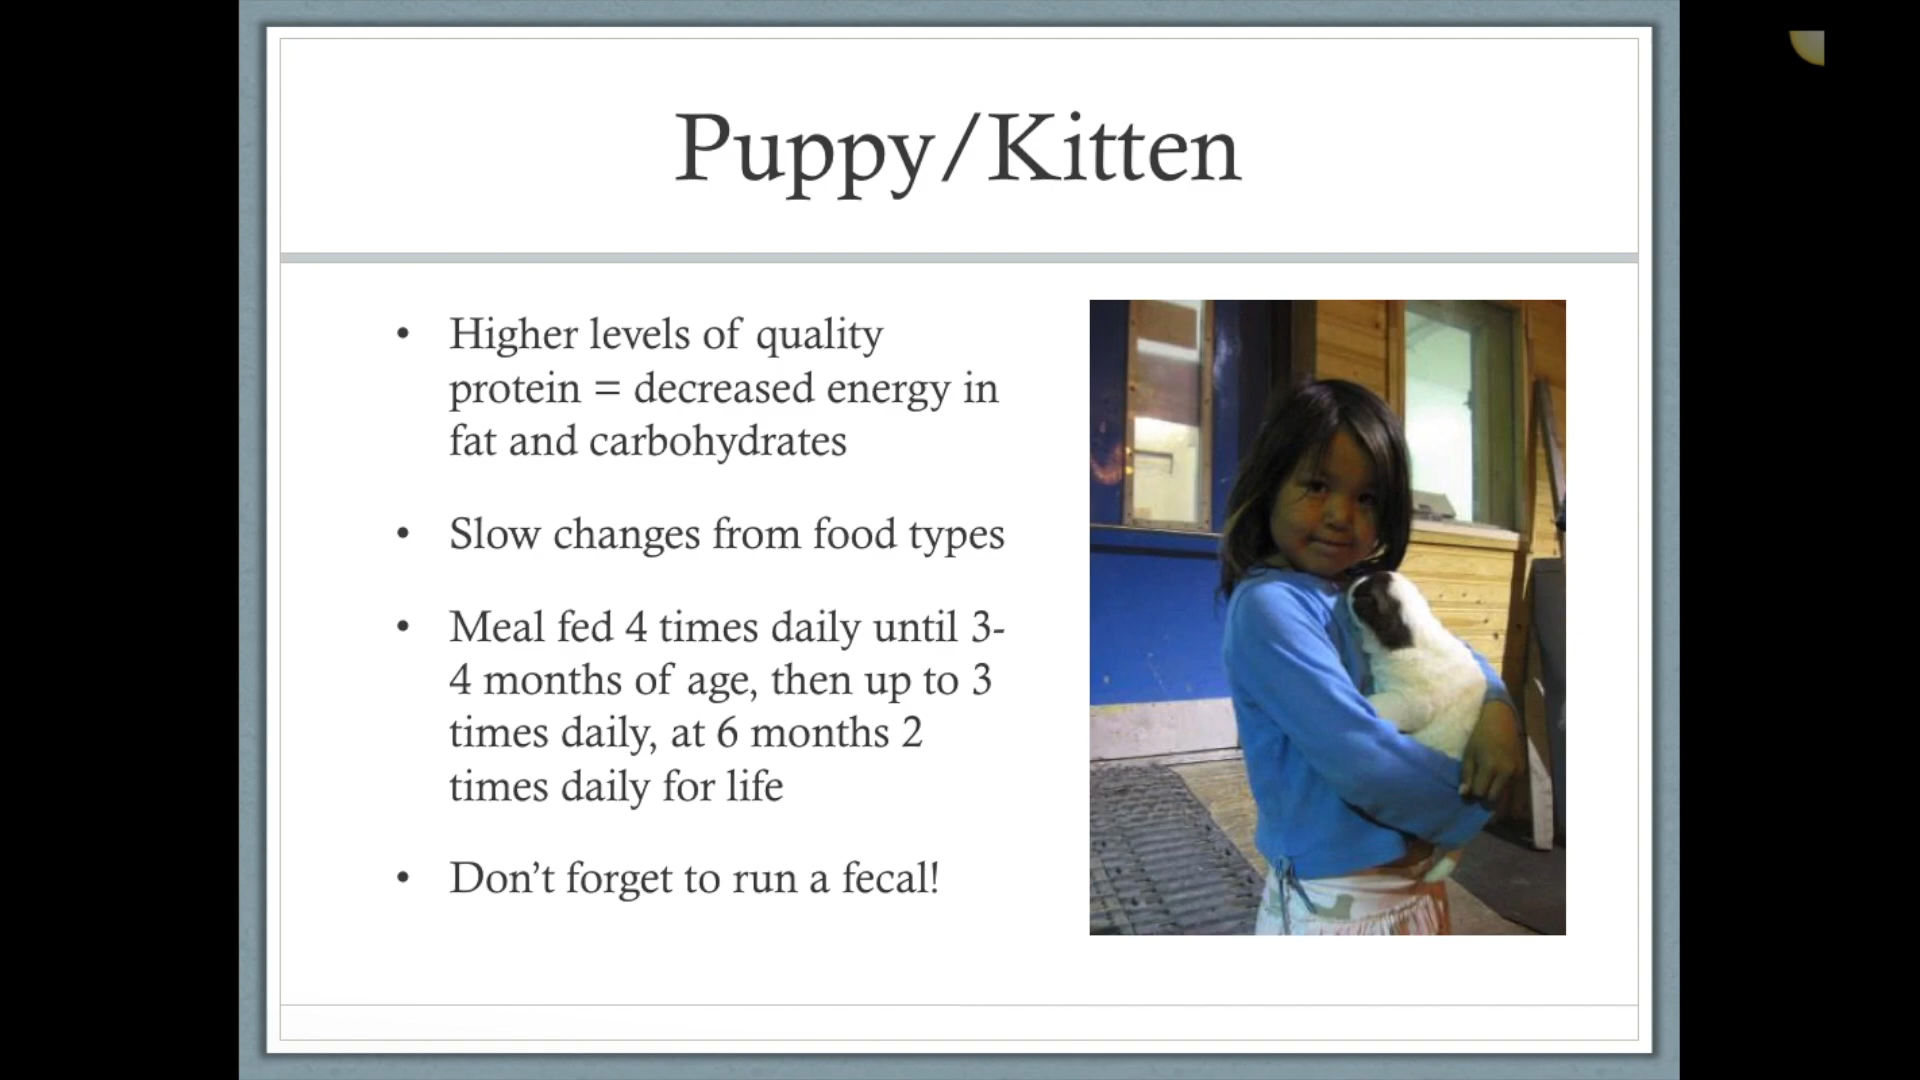 Puppy/Kitten
• Higher levels of quality
protein = decreased energy in
fat and carbohydrates
• Slow changes from food types
• Meal fed 4 times daily until 3-
4 months of age, then up to 3
times daily, at 6 months 2
times daily for life
• Don’t forget to run a fecal!